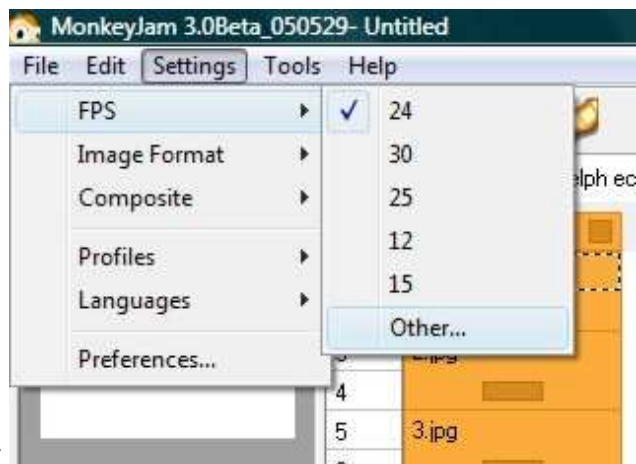 MonkeyJam 3.0Beta_050529- Untitled
File Edit Settings Tools Help
FPS
Image Format
Composite
Profiles
Languages
Preferences...
24
30
25
12
15
Other...
4
5 3.jpg